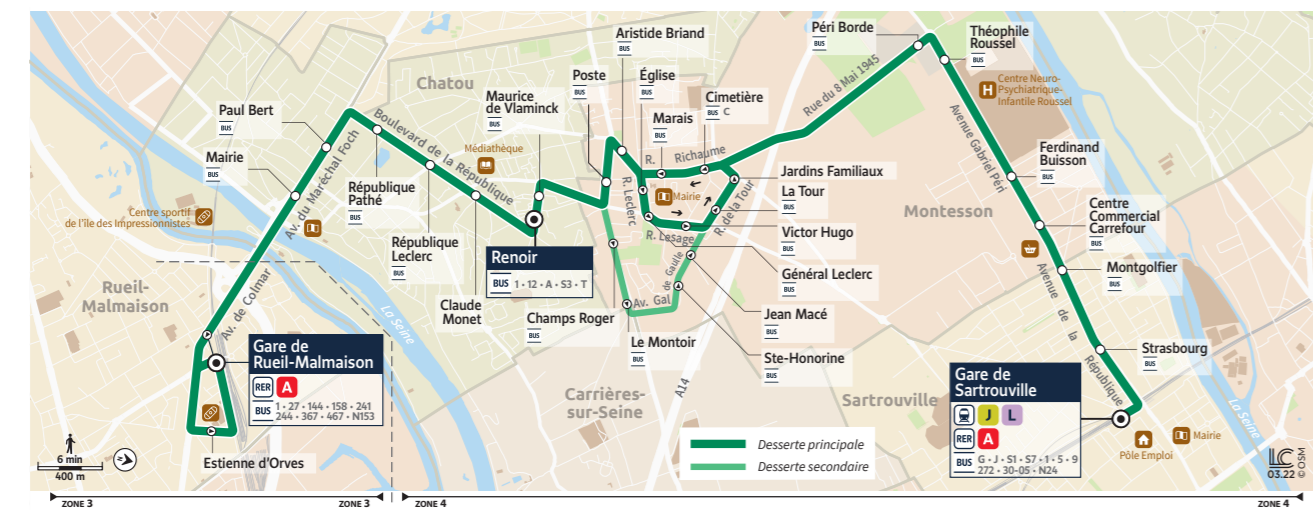 Chatou
Paul Bert
BUS
Mairie
BUS
Centre sportif
de l'île des Impressionnistes
Av. du Maréchal Foch
Boulevard de la République
République
Pathé
BUS
République
Leclerc
BUS
Médiathèque
Maurice
de Vlaminck
BUS
Claude
Monet
Renoir
BUS 1 • 12 • A • S3 • T
Poste
BUS
Aristide Briand
BUS
Église
BUS
Marais
BUS
Cimetière
BUS C
R. Richaume
R. Leclerc
Mairie
R. Lesage
R. de la Tour
Av. Gal de Gaulle
Champs Roger
BUS
Le Montoir
BUS
Jardins Familiaux
BUS
La Tour
BUS
Victor Hugo
BUS
Général Leclerc
BUS
Jean Macé
BUS
Ste-Honorine
BUS
A14
Rue du 8 Mai 1945
Péri Borde
BUS
Théophile
Roussel
BUS
H
Centre Neuro-
Psychiatrique-
Infantile Roussel
Avenue Gabriel Péri
Ferdinand
Buisson
BUS
Montesson
Centre
Commercial
Carrefour
BUS
Montgolfier
BUS
Avenue de la République
Strasbourg
BUS
Rueil-
Malmaison
Av. de Colmar
La Seine
Gare de
Rueil-Malmaison
RER A
BUS 1 • 27 • 144 • 158 • 241
244 • 367 • 467 • N153
Estienne d'Orves
Carrières-
sur-Seine
Sartrouville
Gare de
Sartrouville
J L
RER A
BUS G • J • S1 • S7 • 1 • 5 • 9
272 • 30-05 • N24
Pôle Emploi
Mairie
La Seine
Desserte principale
Desserte secondaire
6 min
400 m
LC
03.22 © OSM
ZONE 3
ZONE 3
ZONE 4
ZONE 4